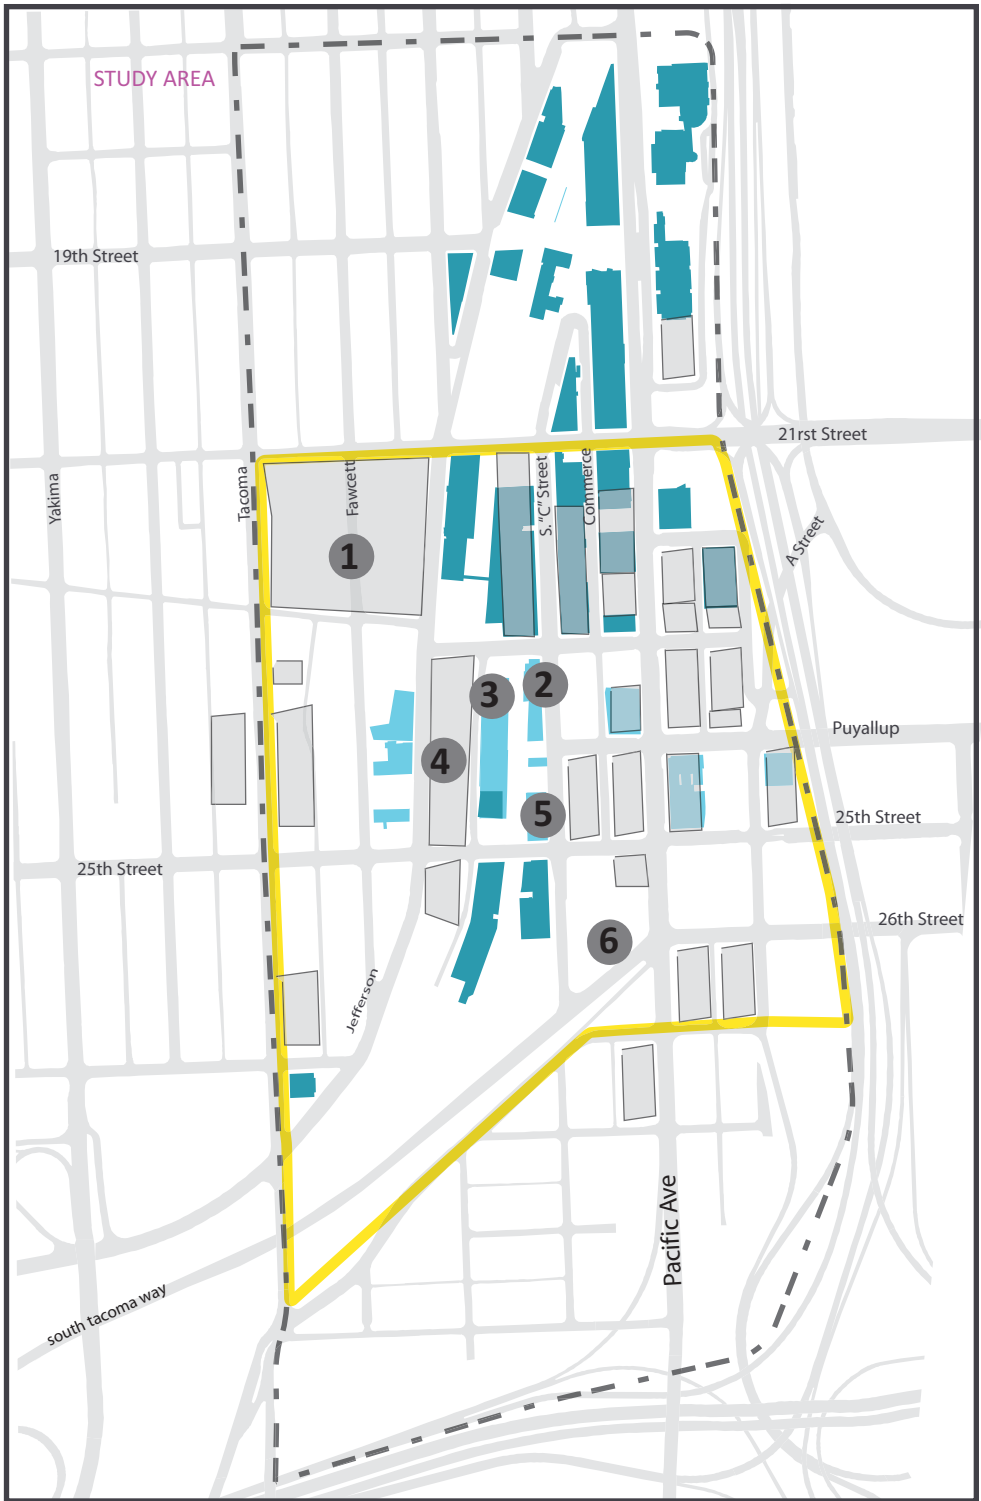 STUDY AREA
19th Street
21rst Street
Yakima
Tacoma
Fawcett
S. "C" Street
Commerce
A Street
1
2
3
Puyallup
4
5
25th Street
25th Street
26th Street
6
Jefferson
Pacific Ave
south tacoma way